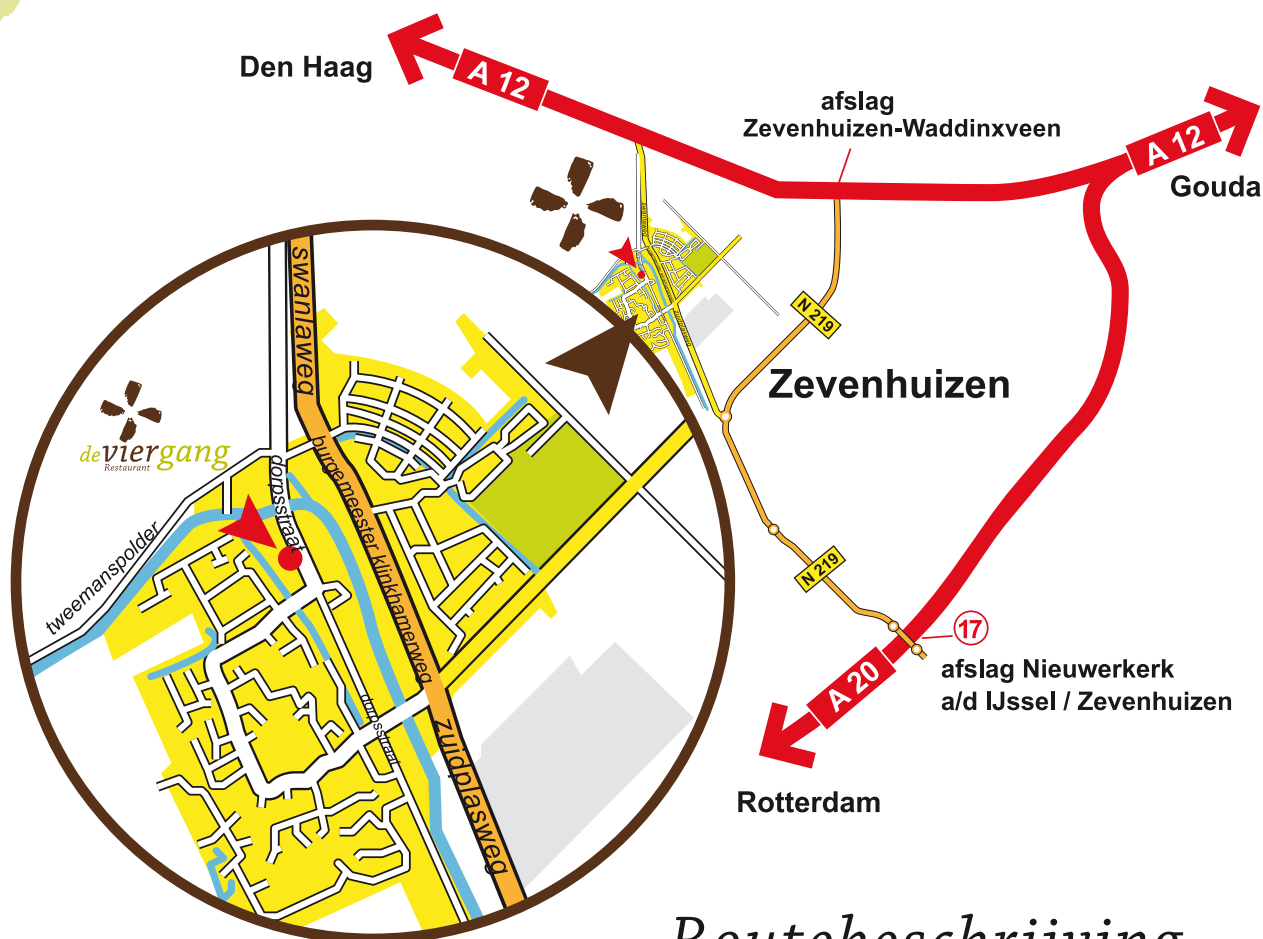 Den Haag
A 12
afslag
Zevenhuizen-Waddinxveen
A 12
Gouda
N 219
Zevenhuizen
swanlaweg
deviergang
Restaurant
dorpsstraat
burgemeester klinkhamerweg
tweemanspolder
N 219
17
afslag Nieuwerkerk
a/d IJssel / Zevenhuizen
A 20
dorpsstraat
zuidplasweg
Rotterdam
Routebeschrijving